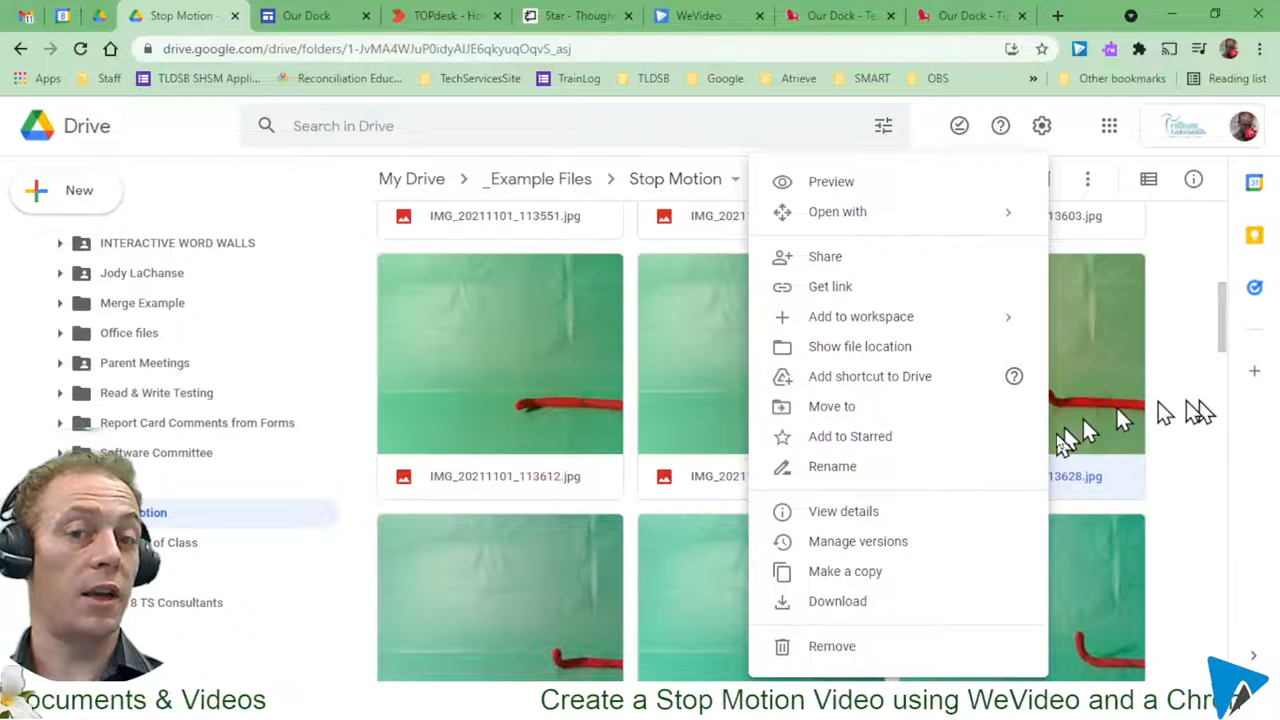 Stop Motion -
Our Dock
TOPdesk - Ho
Star - Though
WeVideo
Our Dock - Te
Our Dock - Ti
drive.google.com/drive/folders/1-JvMA4WJuP0idyAIJE6qkyuqOqvS_asj
Apps
Staff
TLDSB SHSM Appli...
Reconciliation Educ...
TechServicesSite
TrainLog
TLDSB
Google
Atrieve
SMART
OBS
»
Other bookmarks
Reading list
Drive
Search in Drive
New
My Drive
_Example Files
Stop Motion
INTERACTIVE WORD WALLS
Jody LaChanse
Merge Example
Office files
Parent Meetings
Read & Write Testing
Report Card Comments from Forms
Software Committee
otion
of Class
8 TS Consultants
IMG_20211101_113551.jpg
IMG_2021
13603.jpg
IMG_20211101_113612.jpg
IMG_2021
13628.jpg
Preview
Open with
Share
Get link
Add to workspace
Show file location
Add shortcut to Drive
Move to
Add to Starred
Rename
View details
Manage versions
Make a copy
Download
Remove
ocuments & Videos
Create a Stop Motion Video using WeVideo and a Chro